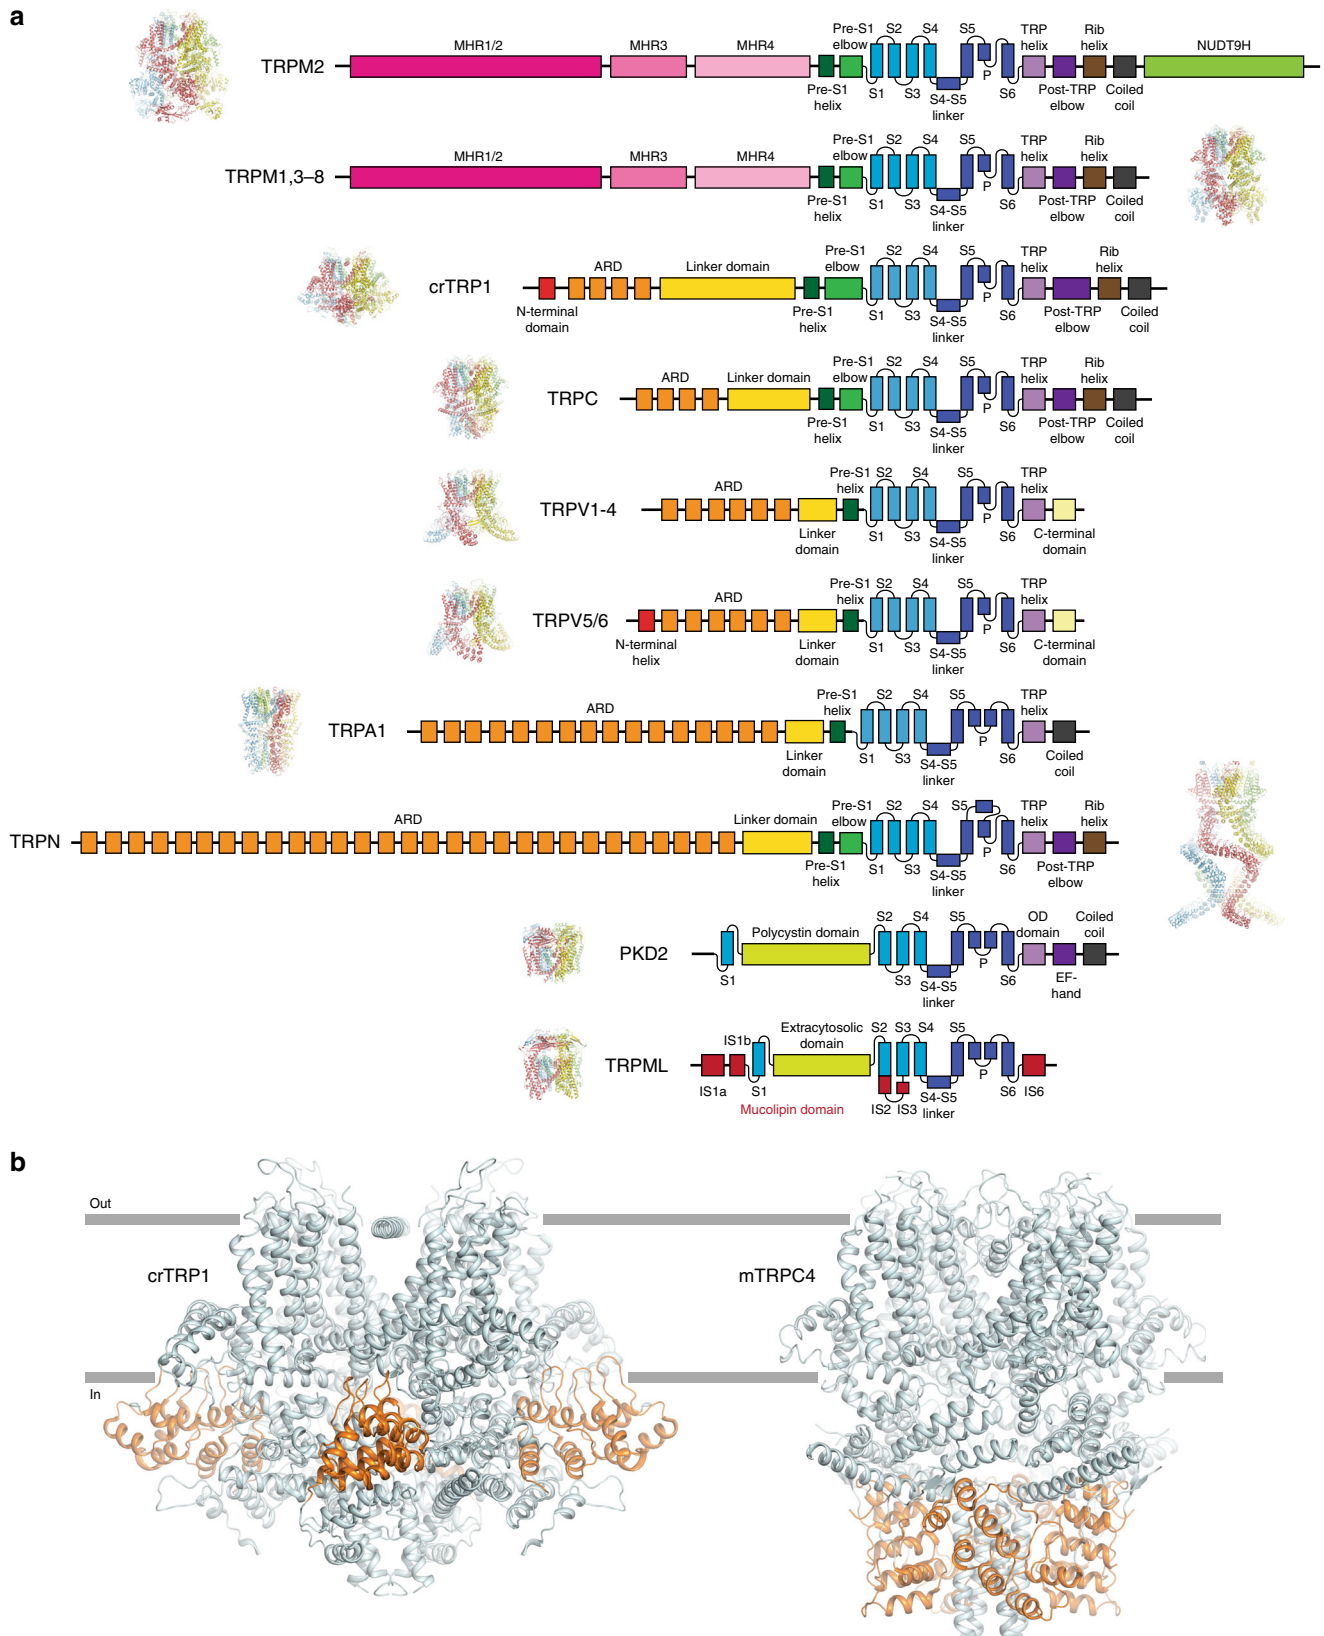 a
Pre-S1 S2 S4 S5 TRP Rib
MHR1/2 MHR3 MHR4 elbow helix helix NUDT9H
TRPM2
Pre-S1 S1 S3 P S6 Post-TRP Coiled
helix S4-S5 elbow coil
linker
Pre-S1 S2 S4 S5 TRP Rib
MHR1/2 MHR3 MHR4 elbow helix helix
TRPM1,3–8
Pre-S1 S1 S3 P S6 Post-TRP Coiled
helix S4-S5 elbow coil
linker
Pre-S1 S2 S4 S5 TRP Rib
ARD Linker domain elbow helix helix
crTRP1
N-terminal Pre-S1 S1 S3 P S6 Post-TRP Coiled
domain helix S4-S5 elbow coil
linker
Pre-S1 S2 S4 S5 TRP Rib
ARD Linker domain elbow helix helix
TRPC
Pre-S1 S1 S3 P S6 Post-TRP Coiled
helix S4-S5 elbow coil
linker
Pre-S1 S2 S4 S5 TRP
ARD helix helix
TRPV1-4
Linker S1 S3 P S6 C-terminal
domain S4-S5 domain
linker
Pre-S1 S2 S4 S5 TRP
ARD helix helix
TRPV5/6
N-terminal Linker S1 S3 P S6 C-terminal
helix domain S4-S5 domain
linker
Pre-S1 S2 S4 S5 TRP
ARD helix helix
TRPA1
Linker S1 S3 P S6 Coiled
domain S4-S5 coil
linker
Pre-S1 S2 S4 S5 TRP Rib
ARD Linker domain elbow helix helix
TRPN
Pre-S1 S1 S3 P S6 Post-TRP
helix S4-S5 elbow
linker
S2 S4 S5 OD Coiled
Polycystin domain domain coil
PKD2
S1 S3 P S6 EF-
S4-S5 hand
linker
Extracytosolic S2 S3 S4 S5
IS1b domain
TRPML
IS1a S1 P S6 IS6
Mucolipin domain IS2 IS3 S4-S5
linker
b
Out
crTRP1 mTRPC4
In